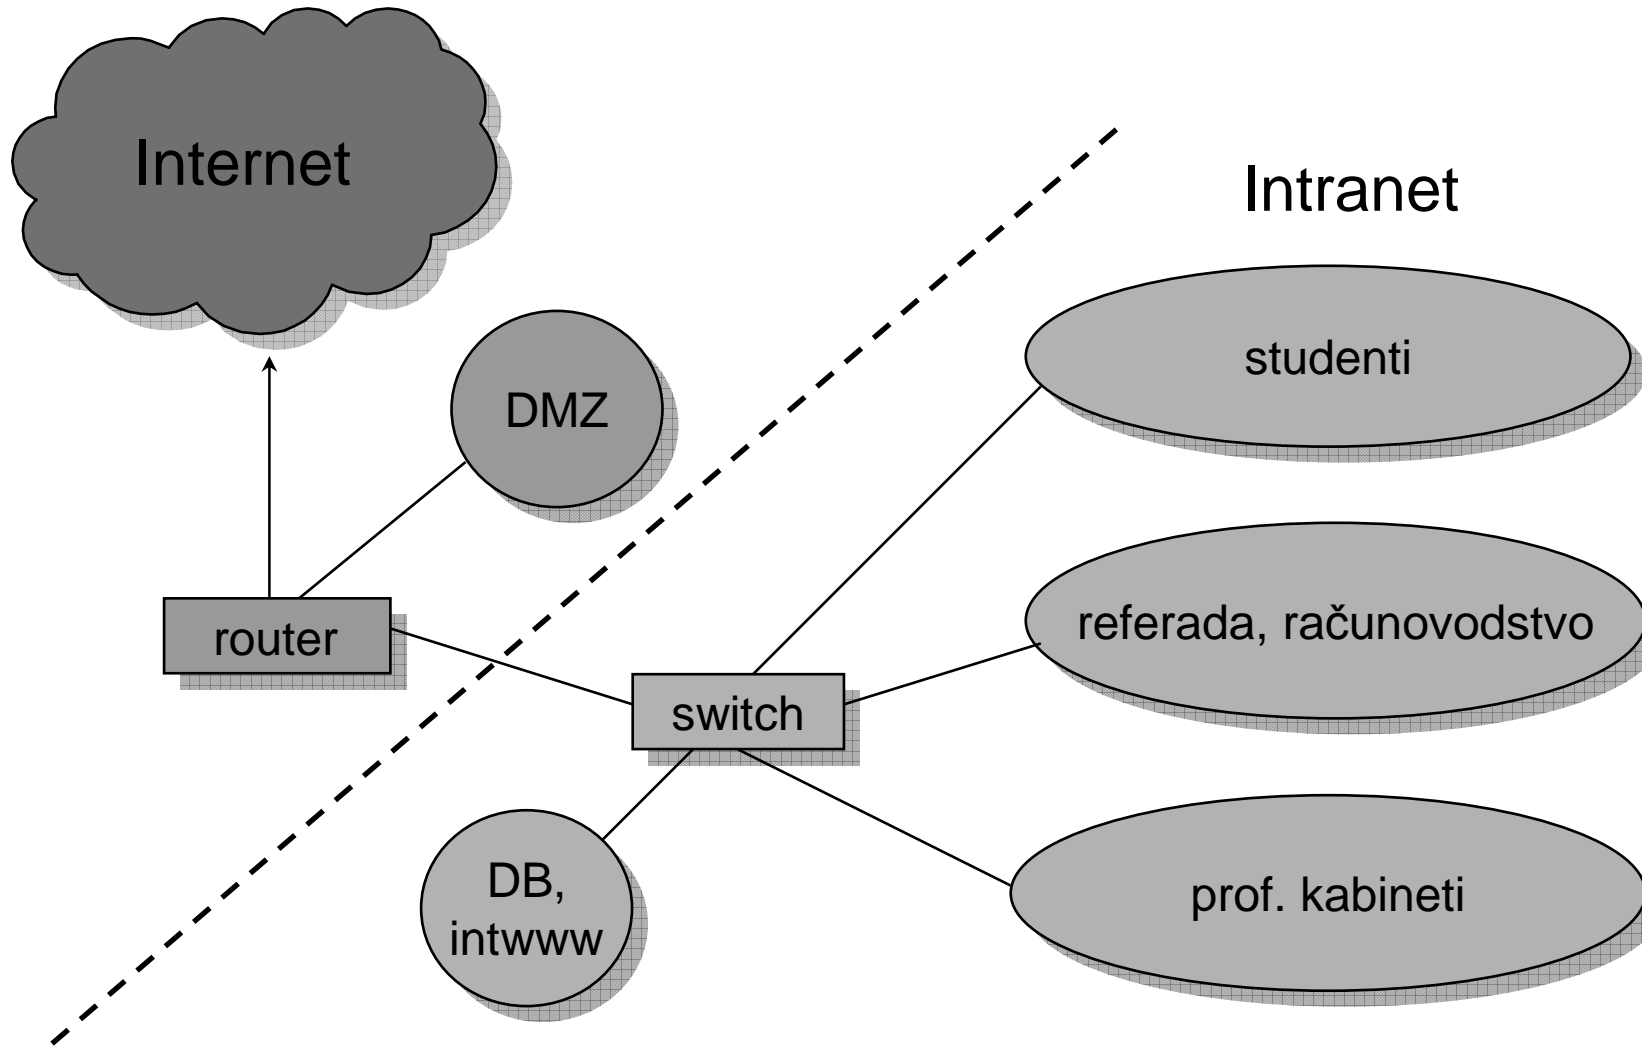 Internet
Intranet
studenti
DMZ
referada, računovodstvo
router
switch
DB,
intwww
prof. kabineti